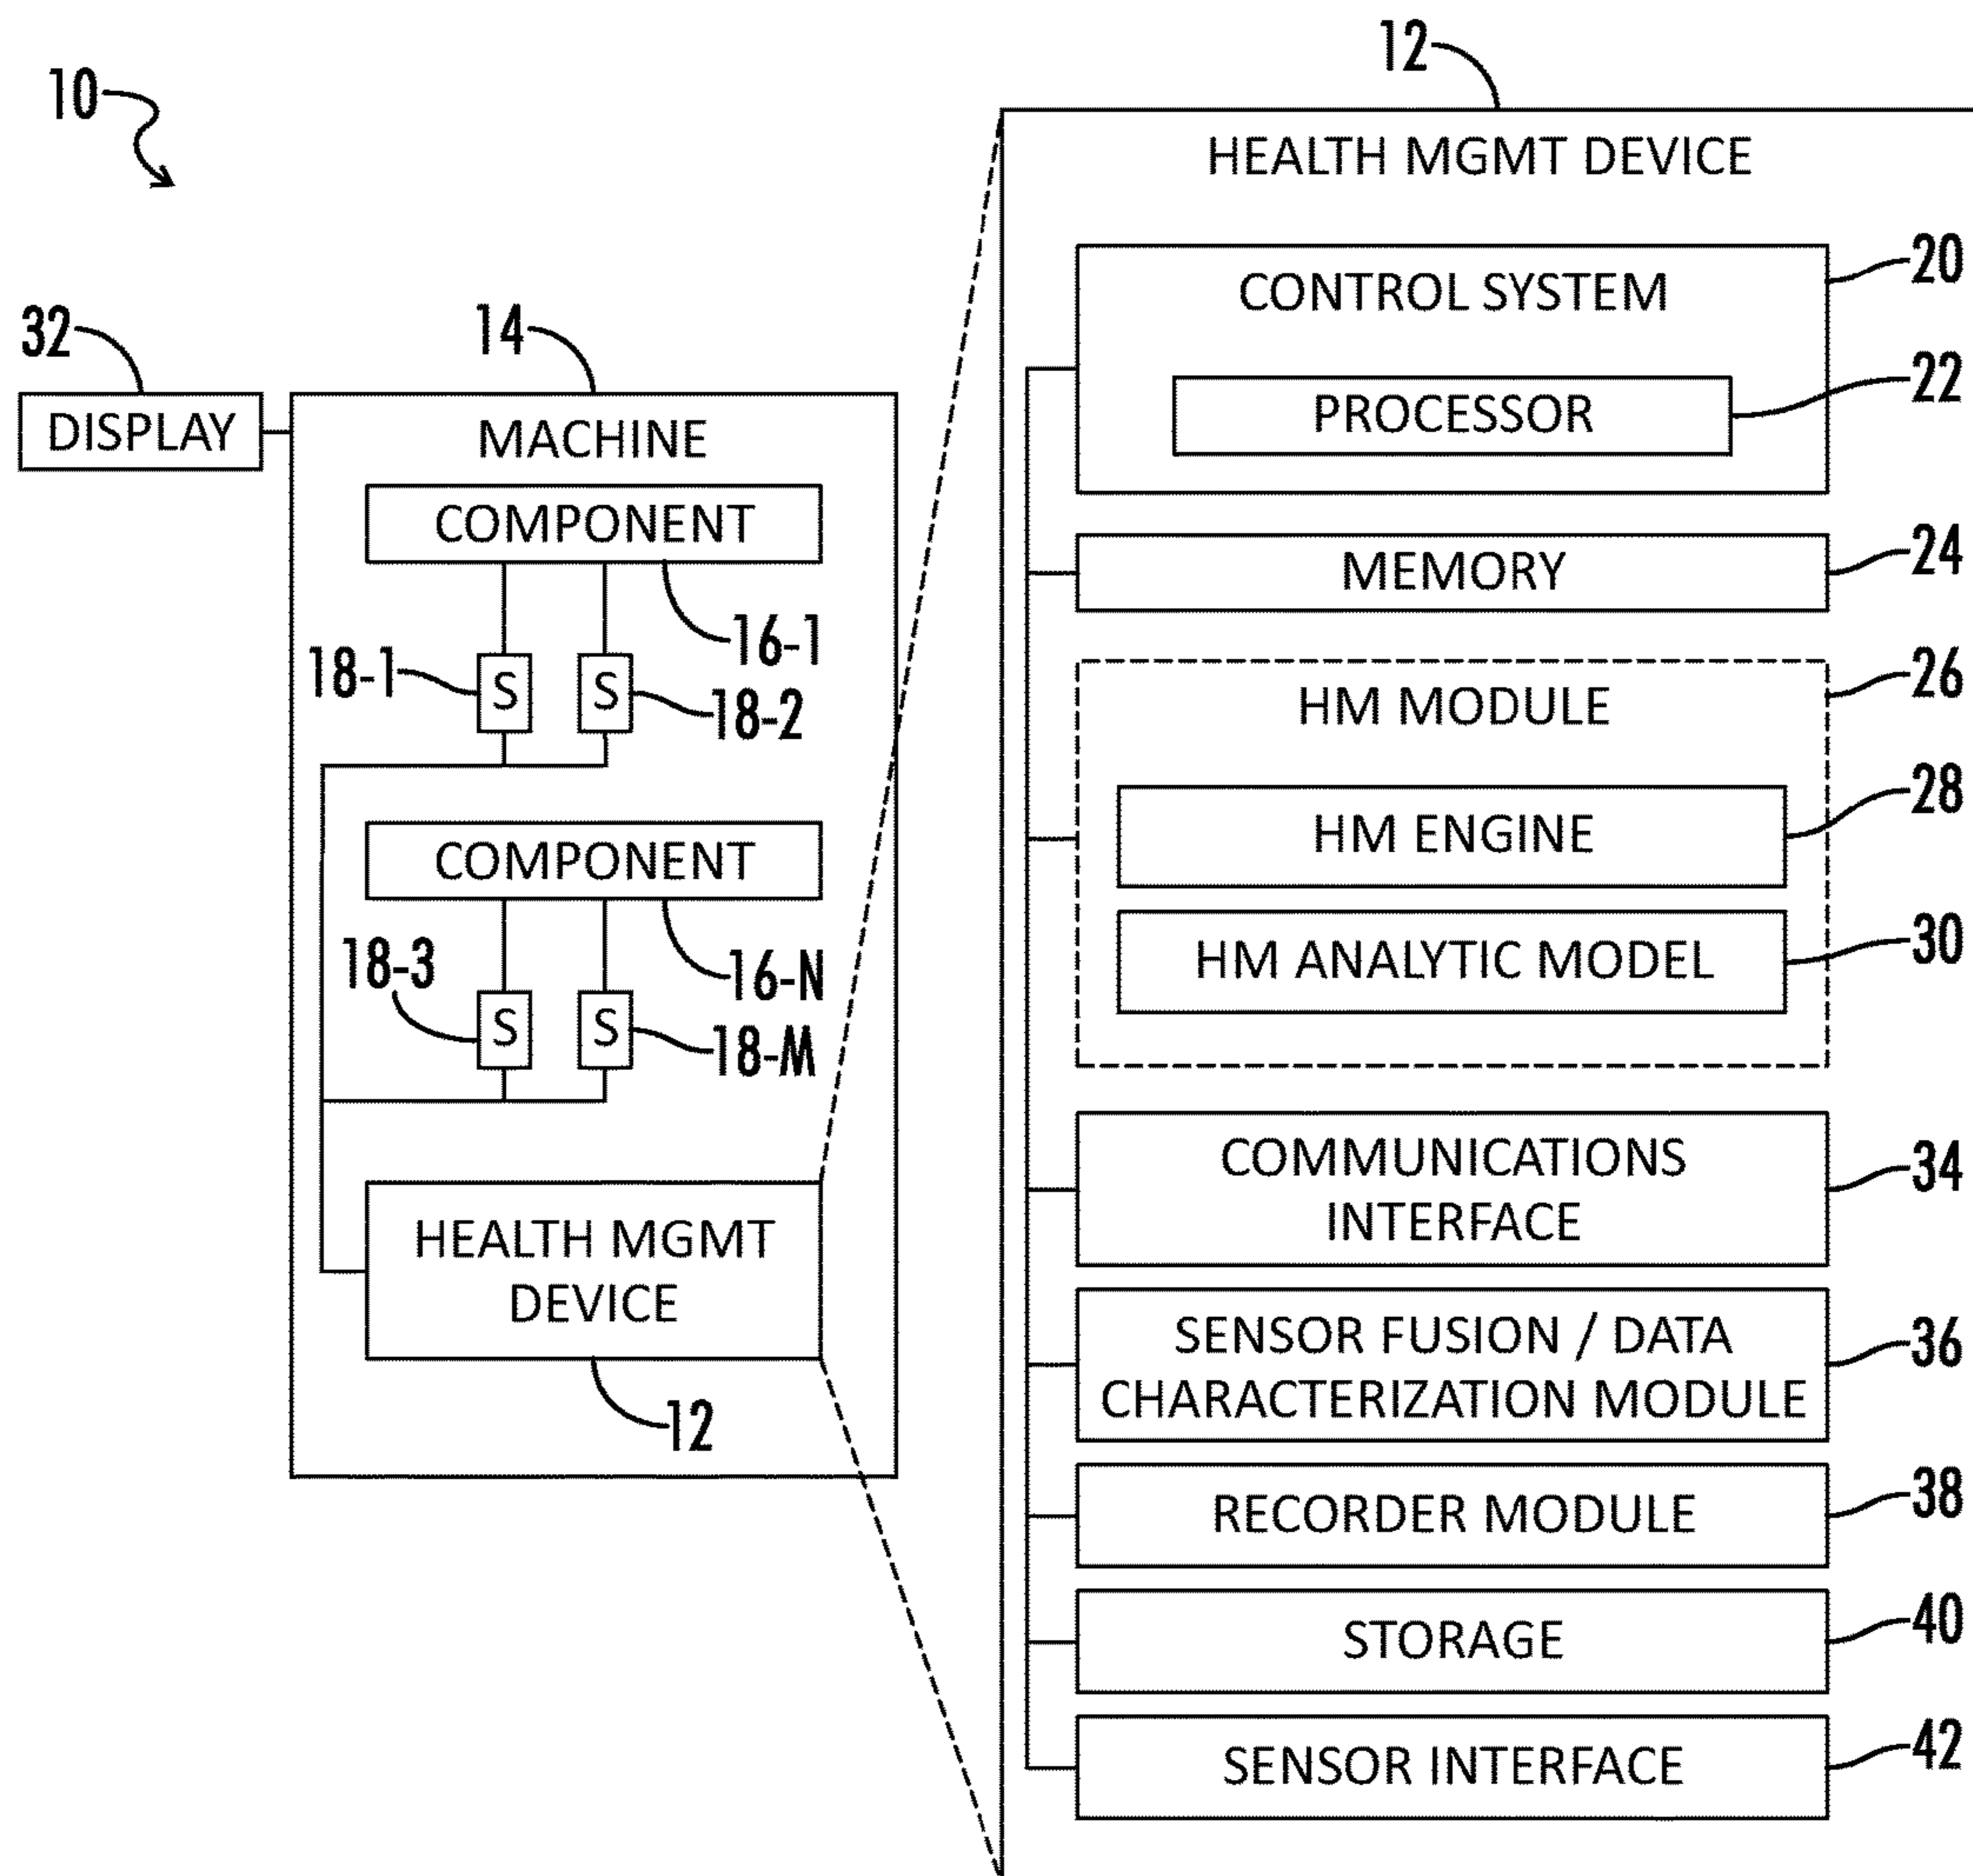 10
32
DISPLAY
14
MACHINE
COMPONENT
16-1
18-1
S
S
18-2
COMPONENT
16-N
18-3
S
S
18-M
HEALTH MGMT
DEVICE
12
12
HEALTH MGMT DEVICE
CONTROL SYSTEM
20
PROCESSOR
22
MEMORY
24
HM MODULE
26
HM ENGINE
28
HM ANALYTIC MODEL
30
COMMUNICATIONS
INTERFACE
34
SENSOR FUSION / DATA
CHARACTERIZATION MODULE
36
RECORDER MODULE
38
STORAGE
40
SENSOR INTERFACE
42